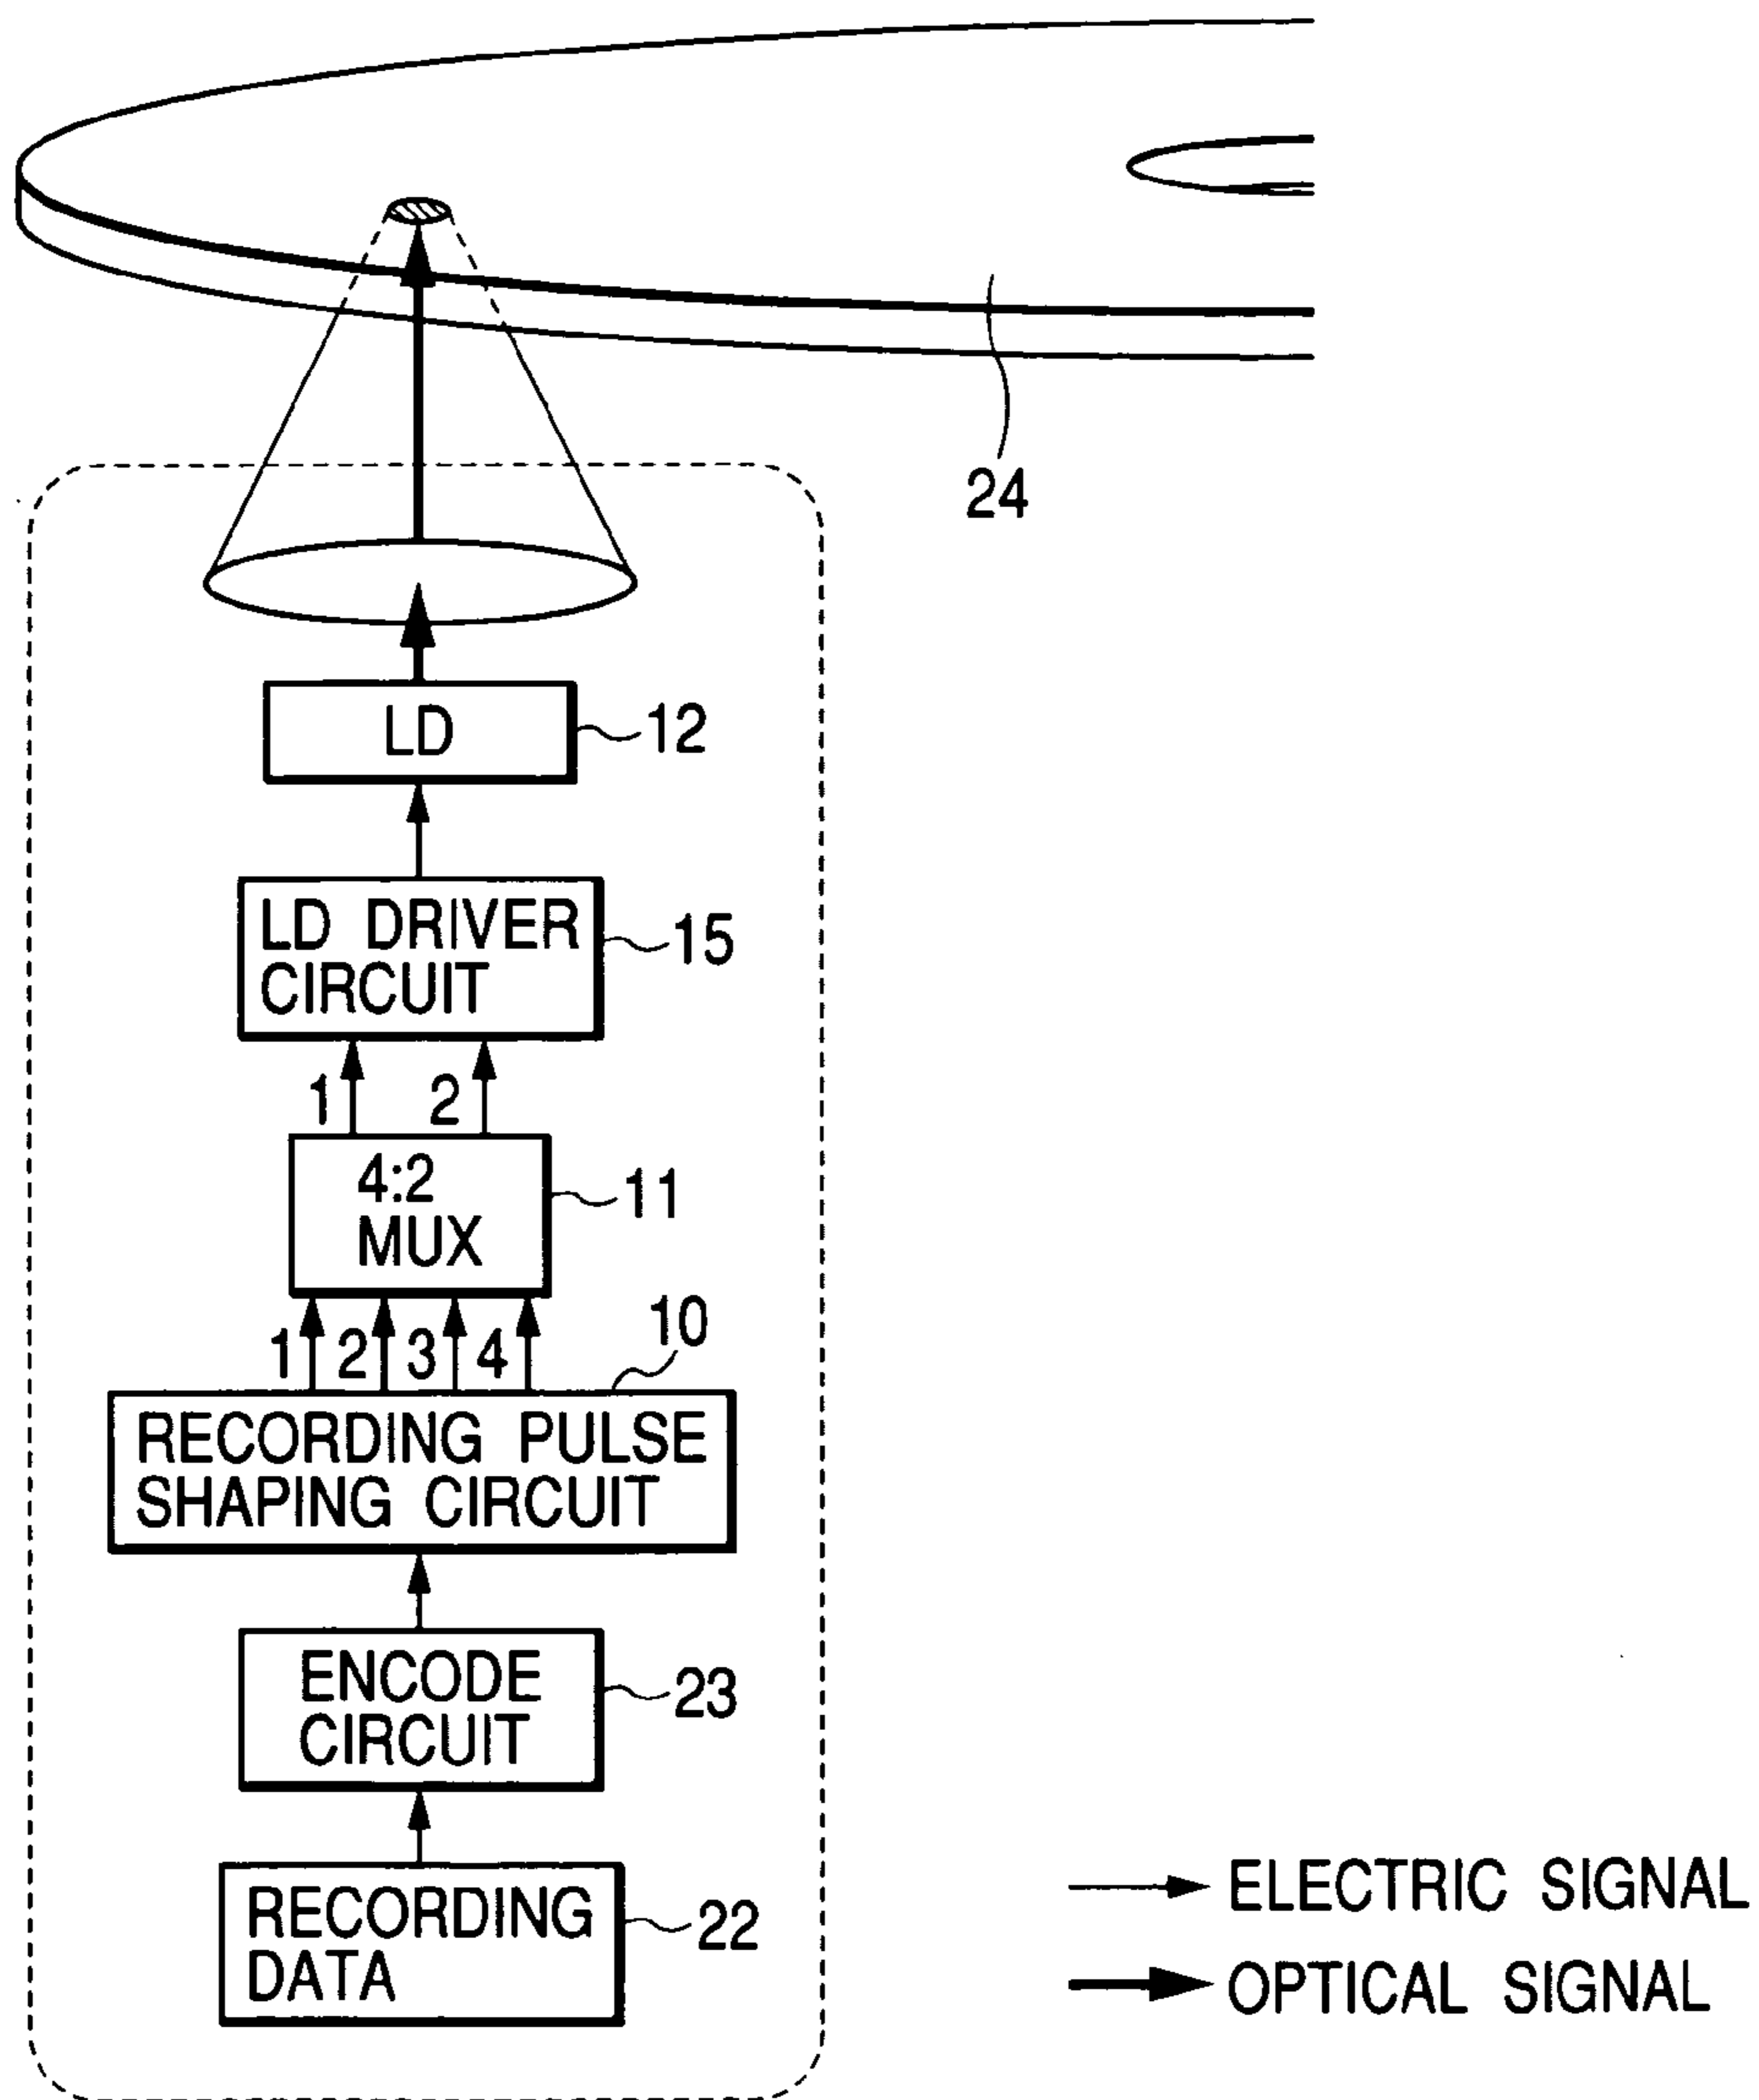 24
LD
12
LD DRIVER
CIRCUIT
15
1 2
4:2
MUX
11
10
1 2 3 4
RECORDING PULSE
SHAPING CIRCUIT
ENCODE
CIRCUIT
23
RECORDING
DATA
22
ELECTRIC SIGNAL
OPTICAL SIGNAL